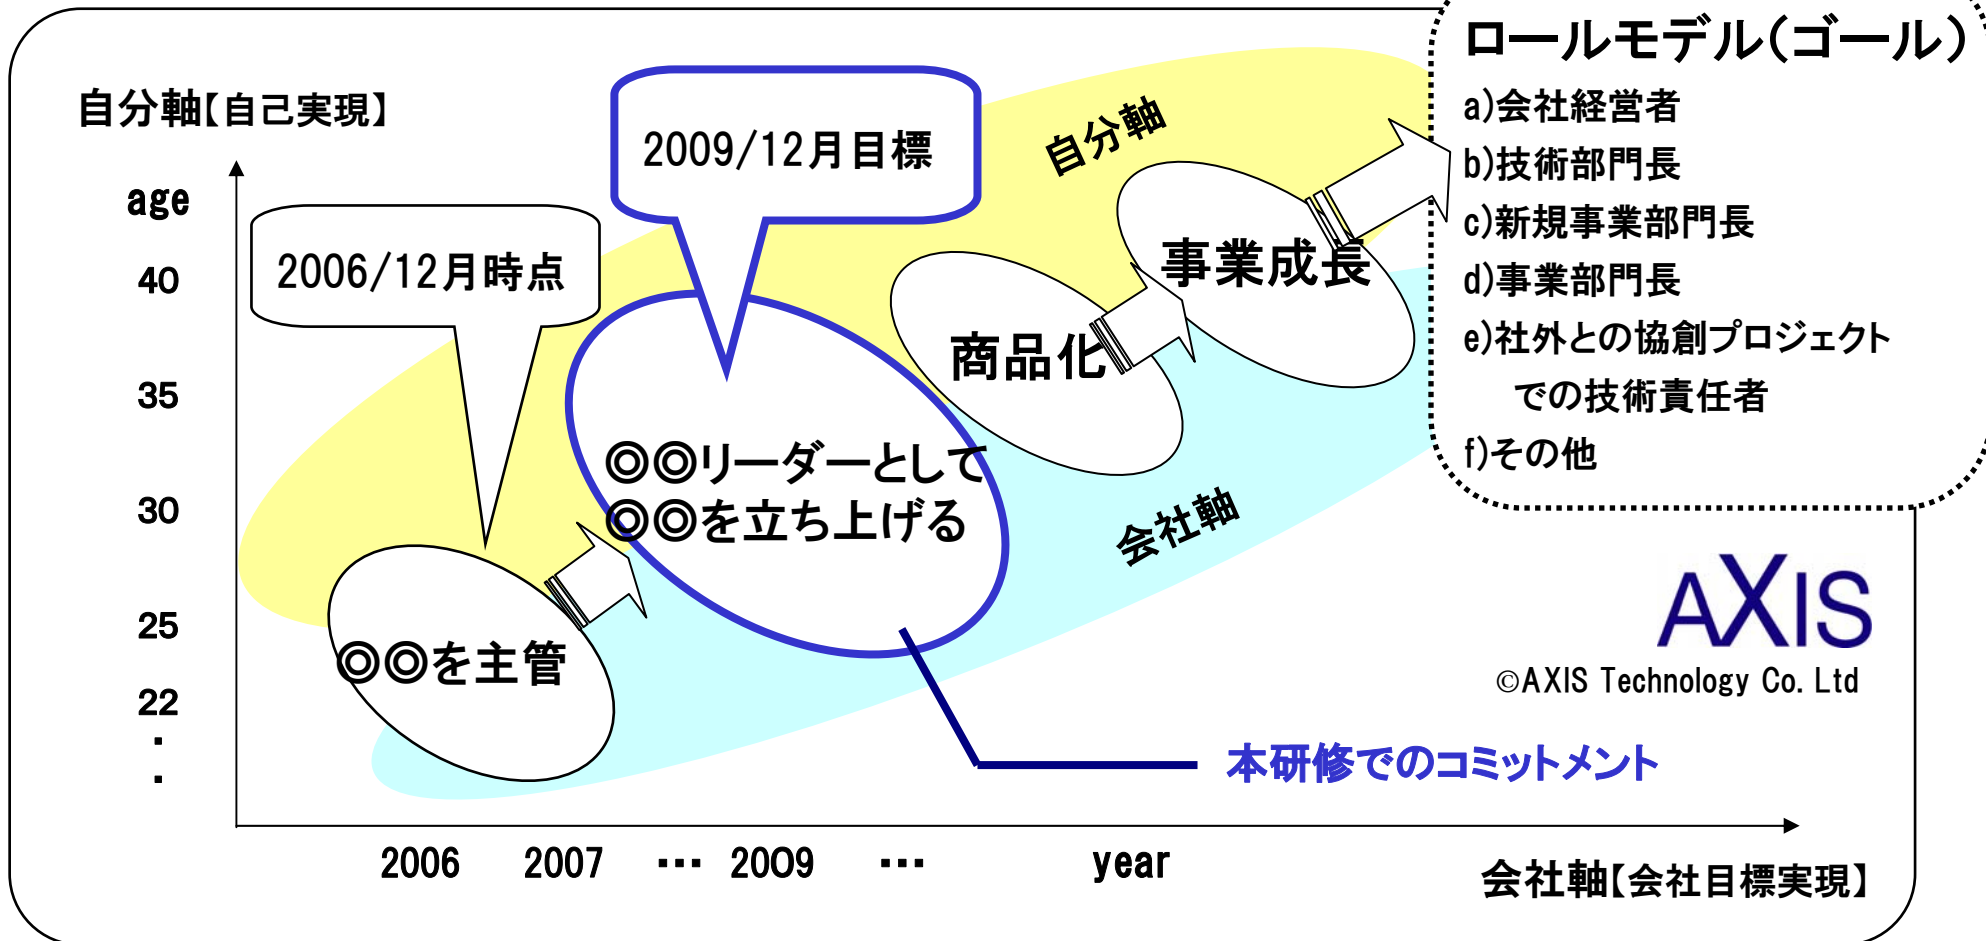 ロールモデル(ゴール)
a)会社経営者
b)技術部門長
c)新規事業部門長
d)事業部門長
e)社外との協創プロジェクト
での技術責任者
f)その他
自分軸【自己実現】
2009/12月目標
自分軸
age
2006/12月時点
40
事業成長
商品化
35
◎◎リーダーとして
◎◎を立ち上げる
30
会社軸
25
◎◎を主管
22
・
・
AXIS
©AXIS Technology Co. Ltd
本研修でのコミットメント
2006 2007 … 2009 … year
会社軸【会社目標実現】